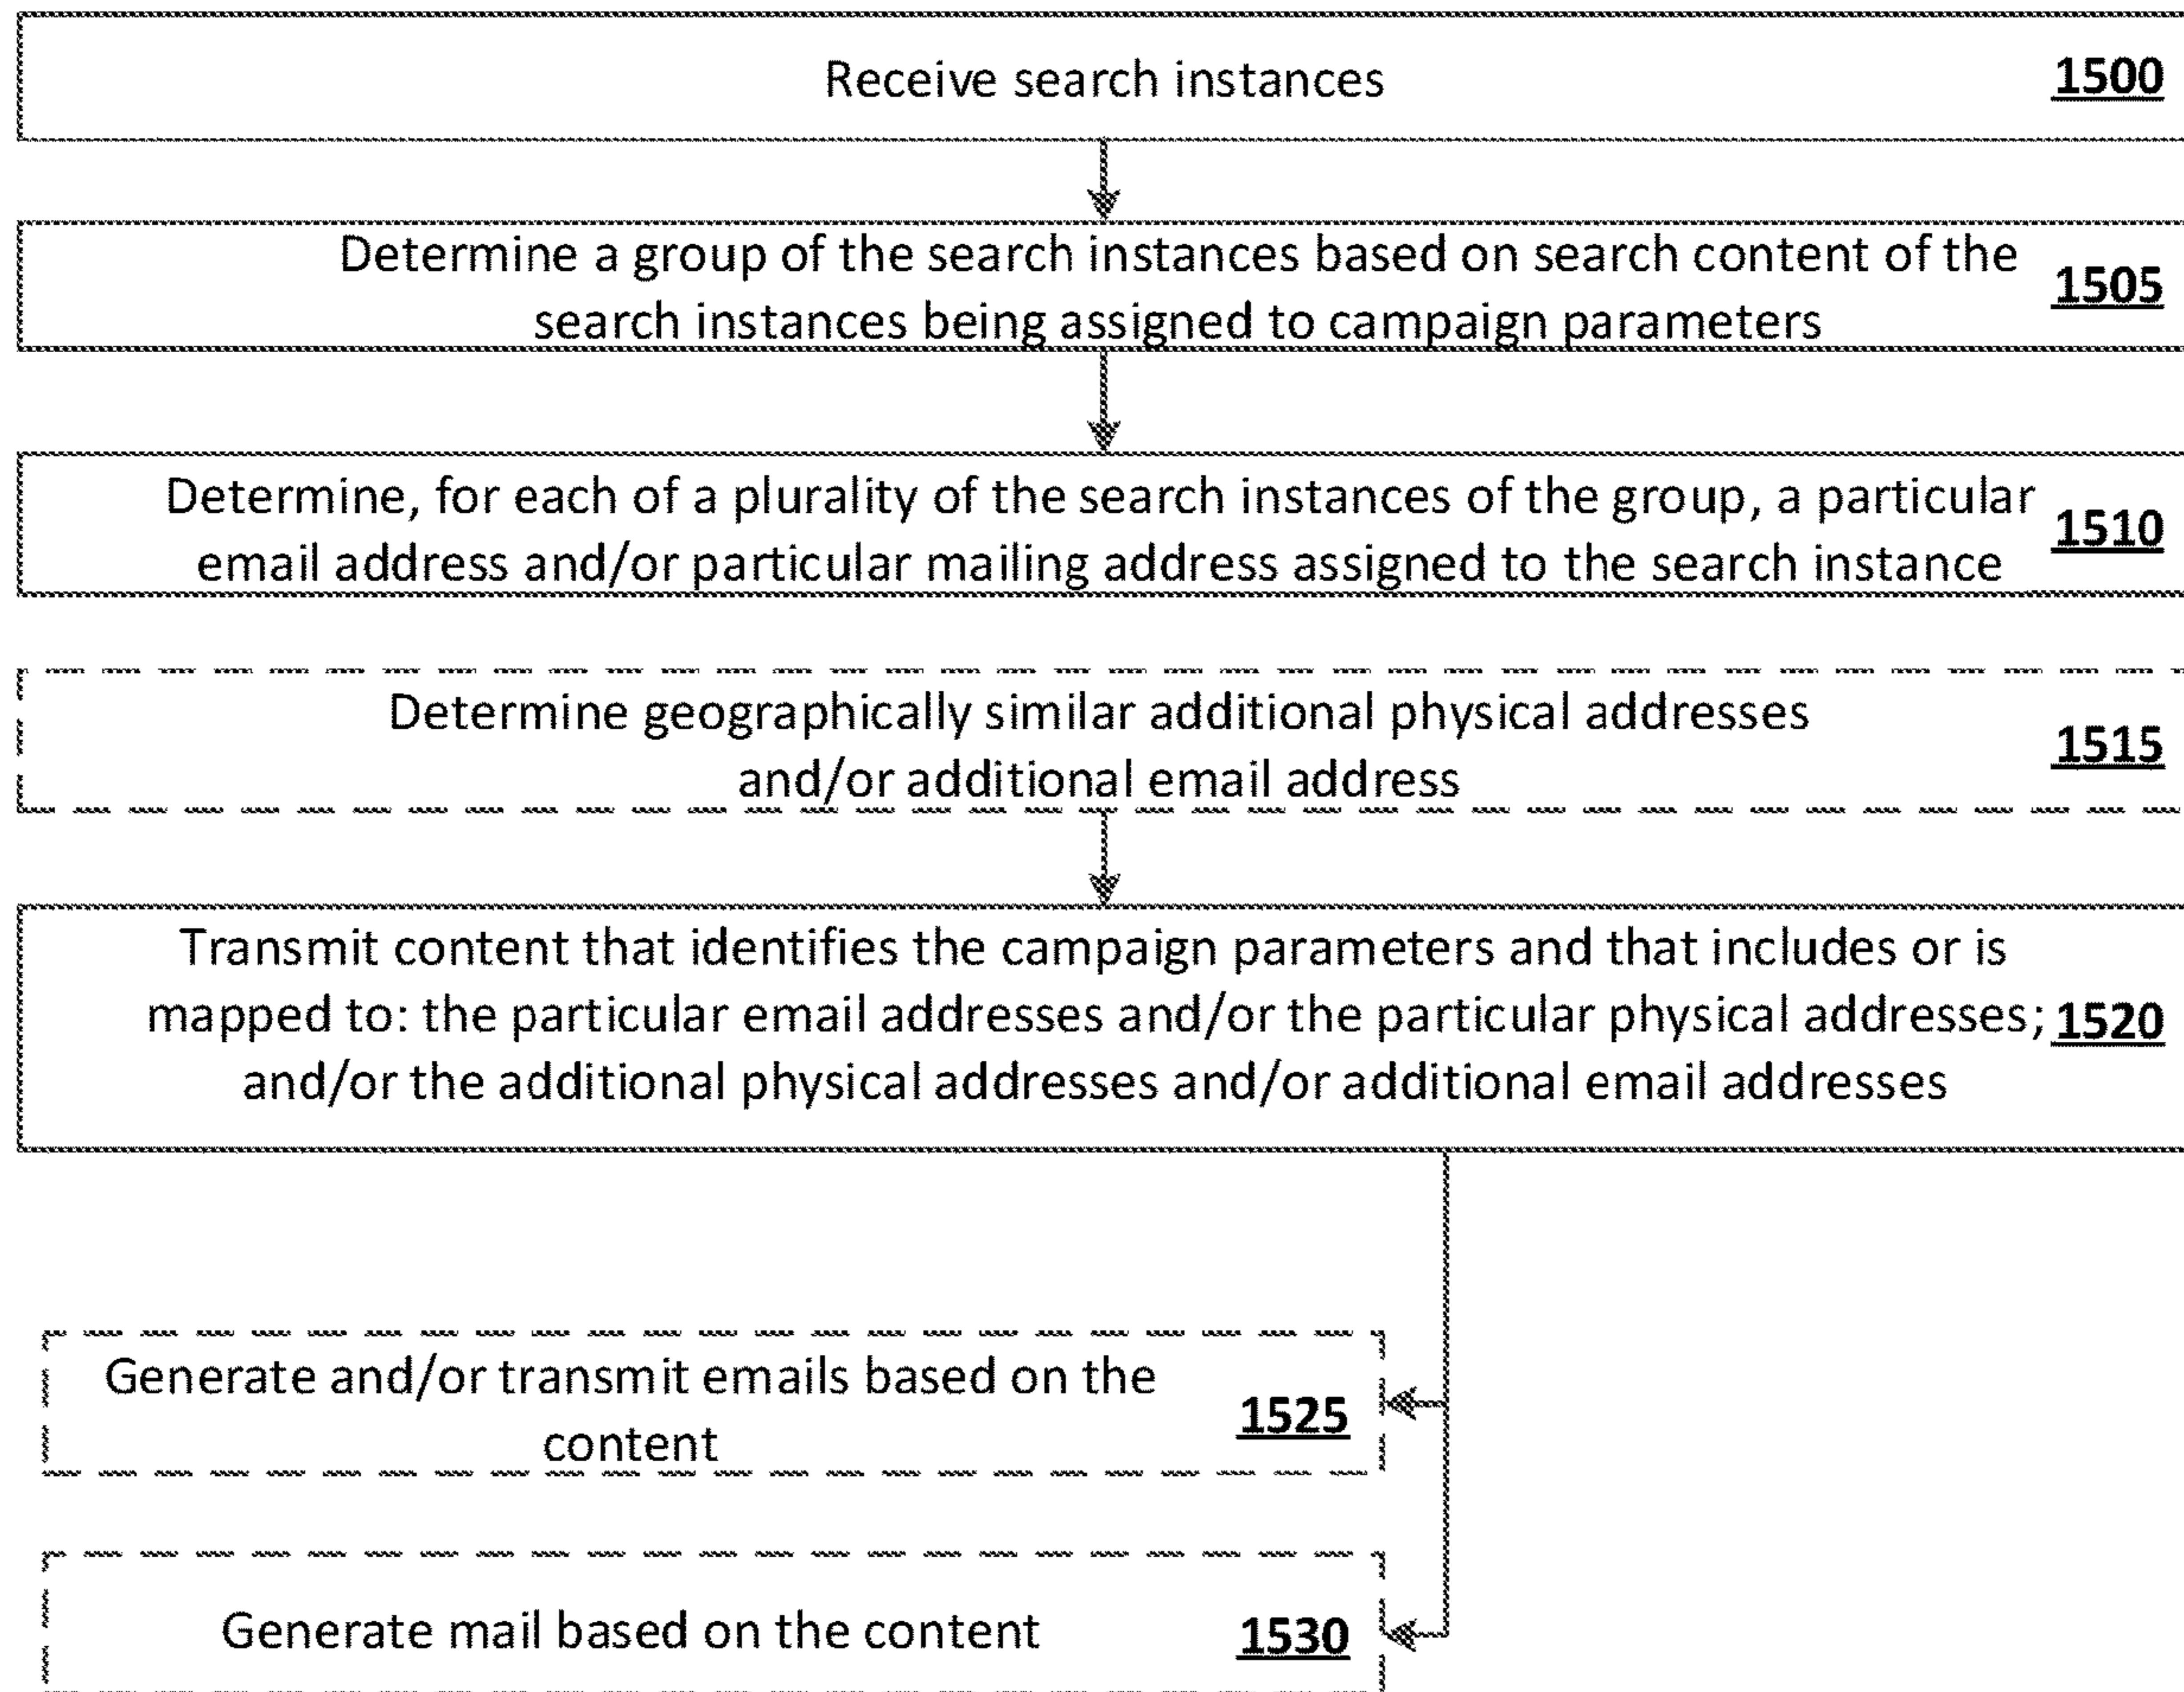 Receive search instances 1500
Determine a group of the search instances based on search content of the
search instances being assigned to campaign parameters
1505
Determine, for each of a plurality of the search instances of the group, a particular
email address and/or particular mailing address assigned to the search instance
1510
Determine geographically similar additional physical addresses
and/or additional email address
1515
Transmit content that identifies the campaign parameters and that includes or is
mapped to: the particular email addresses and/or the particular physical addresses; 1520
and/or the additional physical addresses and/or additional email addresses
Generate and/or transmit emails based on the
content
1525
Generate mail based on the content 1530